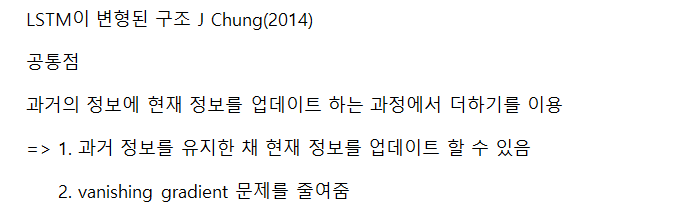 LSTM이 변형된 구조 J Chung(2014)
공통점
과거의 정보에 현재 정보를 업데이트 하는 과정에서 더하기를 이용
=> 1. 과거 정보를 유지한 채 현재 정보를 업데이트 할 수 있음
2. vanishing gradient 문제를 줄여줌